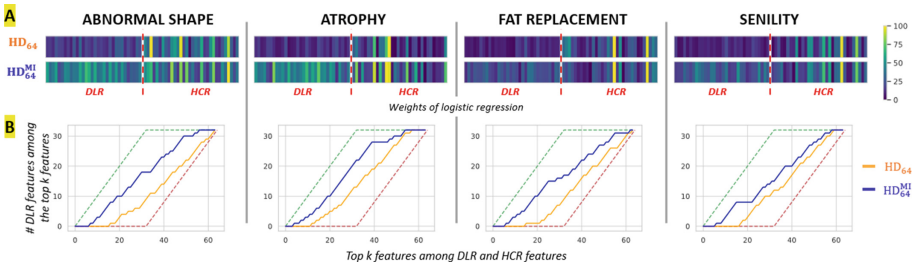 A
ABNORMAL SHAPE
ATROPHY
FAT REPLACEMENT
SENILITY
HD64
HD64MI
DLR HCR
DLR HCR
DLR HCR
DLR HCR
100
75
50
25
0
Weights of logistic regression
B
# DLR features among
the top k features
30
20
10
0
0 20 40 60
30
20
10
0
0 20 40 60
30
20
10
0
0 20 40 60
30
20
10
0
0 20 40 60
HD64
HD64MI
Top k features among DLR and HCR features